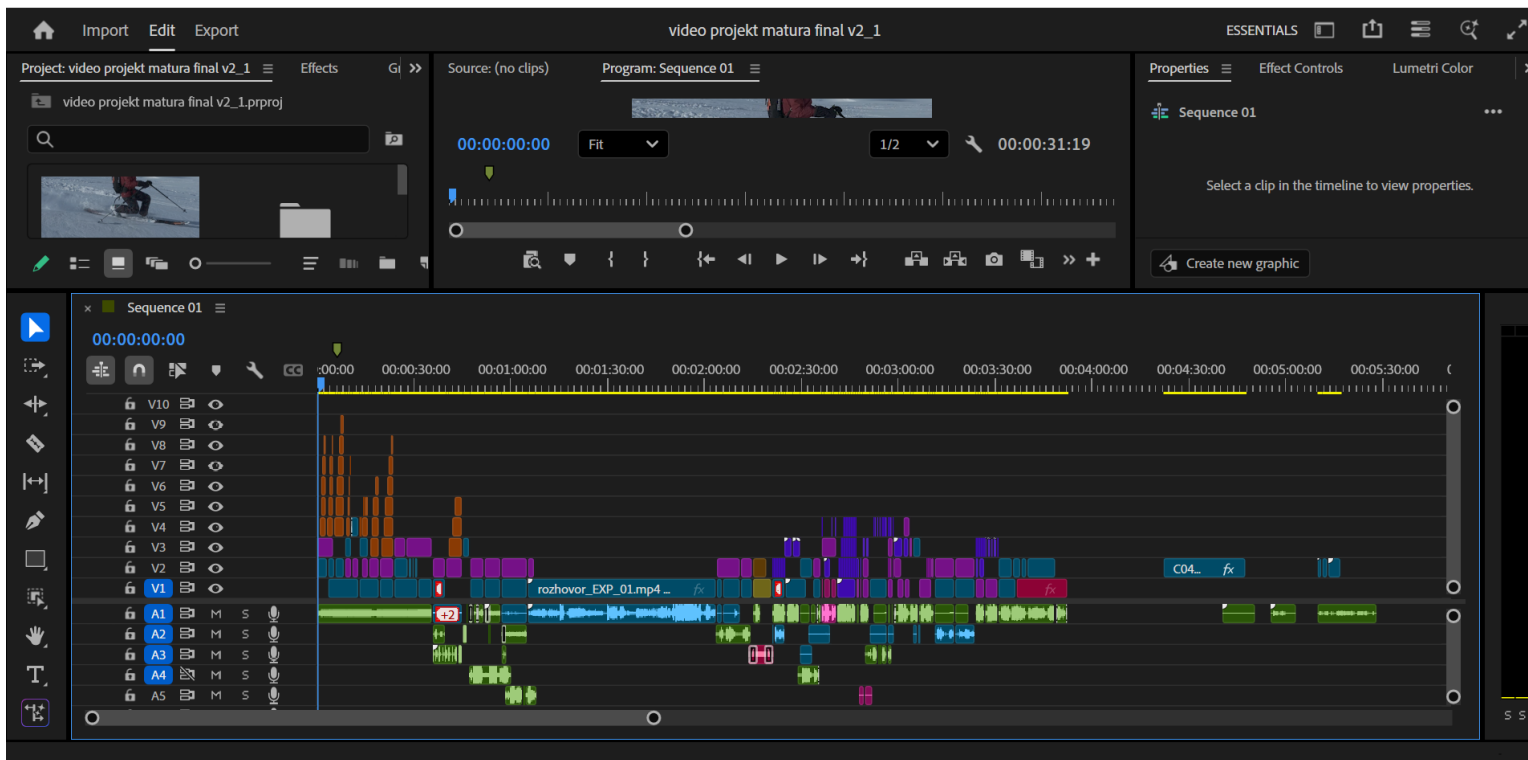 Import Edit Export
video projekt matura final v2_1
ESSENTIALS
Project: video projekt matura final v2_1
Effects
Source: (no clips)
Program: Sequence 01
Properties
Effect Controls
Lumetri Color
video projekt matura final v2_1.prproj
Sequence 01
00:00:00:00
Fit
1/2
00:00:31:19
Select a clip in the timeline to view properties.
Create new graphic
Sequence 01
00:00:00:00
CC
:00:00 00:00:30:00 00:01:00:00 00:01:30:00 00:02:00:00 00:02:30:00 00:03:00:00 00:03:30:00 00:04:00:00 00:04:30:00 00:05:00:00 00:05:30:00
V10
V9
V8
V7
V6
V5
V4
V3
V2 C04... fx
V1 rozhovor_EXP_01.mp4 ... fx fx
A1 M S +2
A2 M S
A3 M S
A4 M S
A5 M S
S S